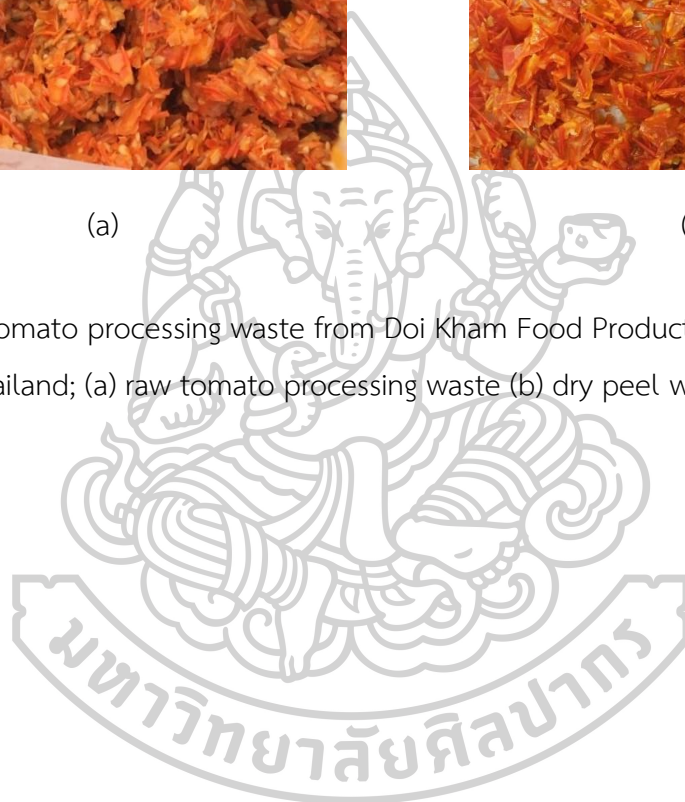 (a)
(
omato processing waste from Doi Kham Food Product
ailand; (a) raw tomato processing waste (b) dry peel w
มหาวิทยาลัยศิลปากร